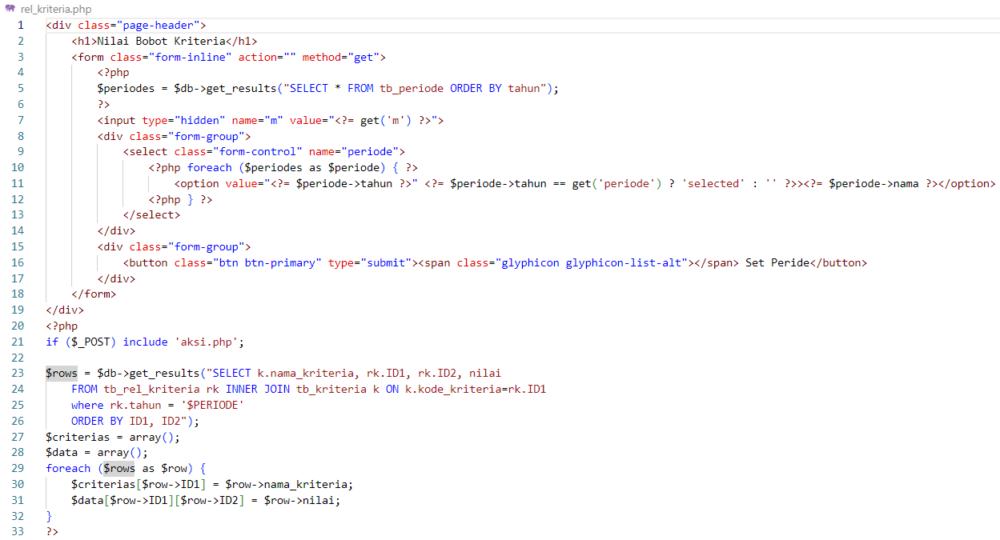 rel_kriteria.php
1 <div class="page-header">
2     <h1>Nilai Bobot Kriteria</h1>
3     <form class="form-inline" action="" method="get">
4         <?php
5         $periodes = $db->get_results("SELECT * FROM tb_periode ORDER BY tahun");
6         ?>
7         <input type="hidden" name="m" value="<?= get('m') ?>">
8         <div class="form-group">
9             <select class="form-control" name="periode">
10                 <?php foreach ($periodes as $periode) { ?>
11                     <option value="<?= $periode->tahun ?>" <?= $periode->tahun == get('periode') ? 'selected' : '' ?>><?= $periode->nama ?></option>
12                 <?php } ?>
13             </select>
14         </div>
15         <div class="form-group">
16             <button class="btn btn-primary" type="submit"><span class="glyphicon glyphicon-list-alt"></span> Set Peride</button>
17         </div>
18     </form>
19 </div>
20 <?php
21 if ($_POST) include 'aksi.php';
22
23 $rows = $db->get_results("SELECT k.nama_kriteria, rk.ID1, rk.ID2, nilai
24     FROM tb_rel_kriteria rk INNER JOIN tb_kriteria k ON k.kode_kriteria=rk.ID1
25     where rk.tahun = '$PERIODE'
26     ORDER BY ID1, ID2");
27 $criterias = array();
28 $data = array();
29 foreach ($rows as $row) {
30     $criterias[$row->ID1] = $row->nama_kriteria;
31     $data[$row->ID1][$row->ID2] = $row->nilai;
32 }
33 ?>